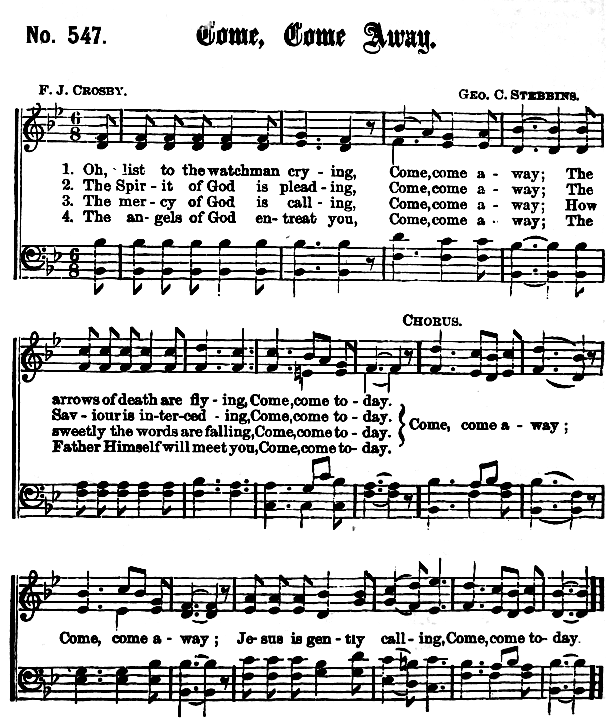 No. 547. Come, Come Away.
F. J. CROSBY. GEO. C. STEBBINS.
6 8
1. Oh, list to the watchman cry - ing, Come, come a - way; The
2. The Spir - it of God is plead - ing, Come, come a - way; The
3. The mer - cy of God is call - ing, Come, come a - way; How
4. The an - gels of God en - treat you, Come, come a - way; The
6 8
CHORUS.
arrows of death are fly - ing, Come, come to - day.
Sav - iour is in-ter-ced - ing, Come, come to - day.
sweetly the words are falling, Come, come to - day.
Father Himself will meet you, Come, come to- day.
Come, come a - way ;
Come, come a - way ; Je- sus is gen - tly call - ing, Come, come to- day.